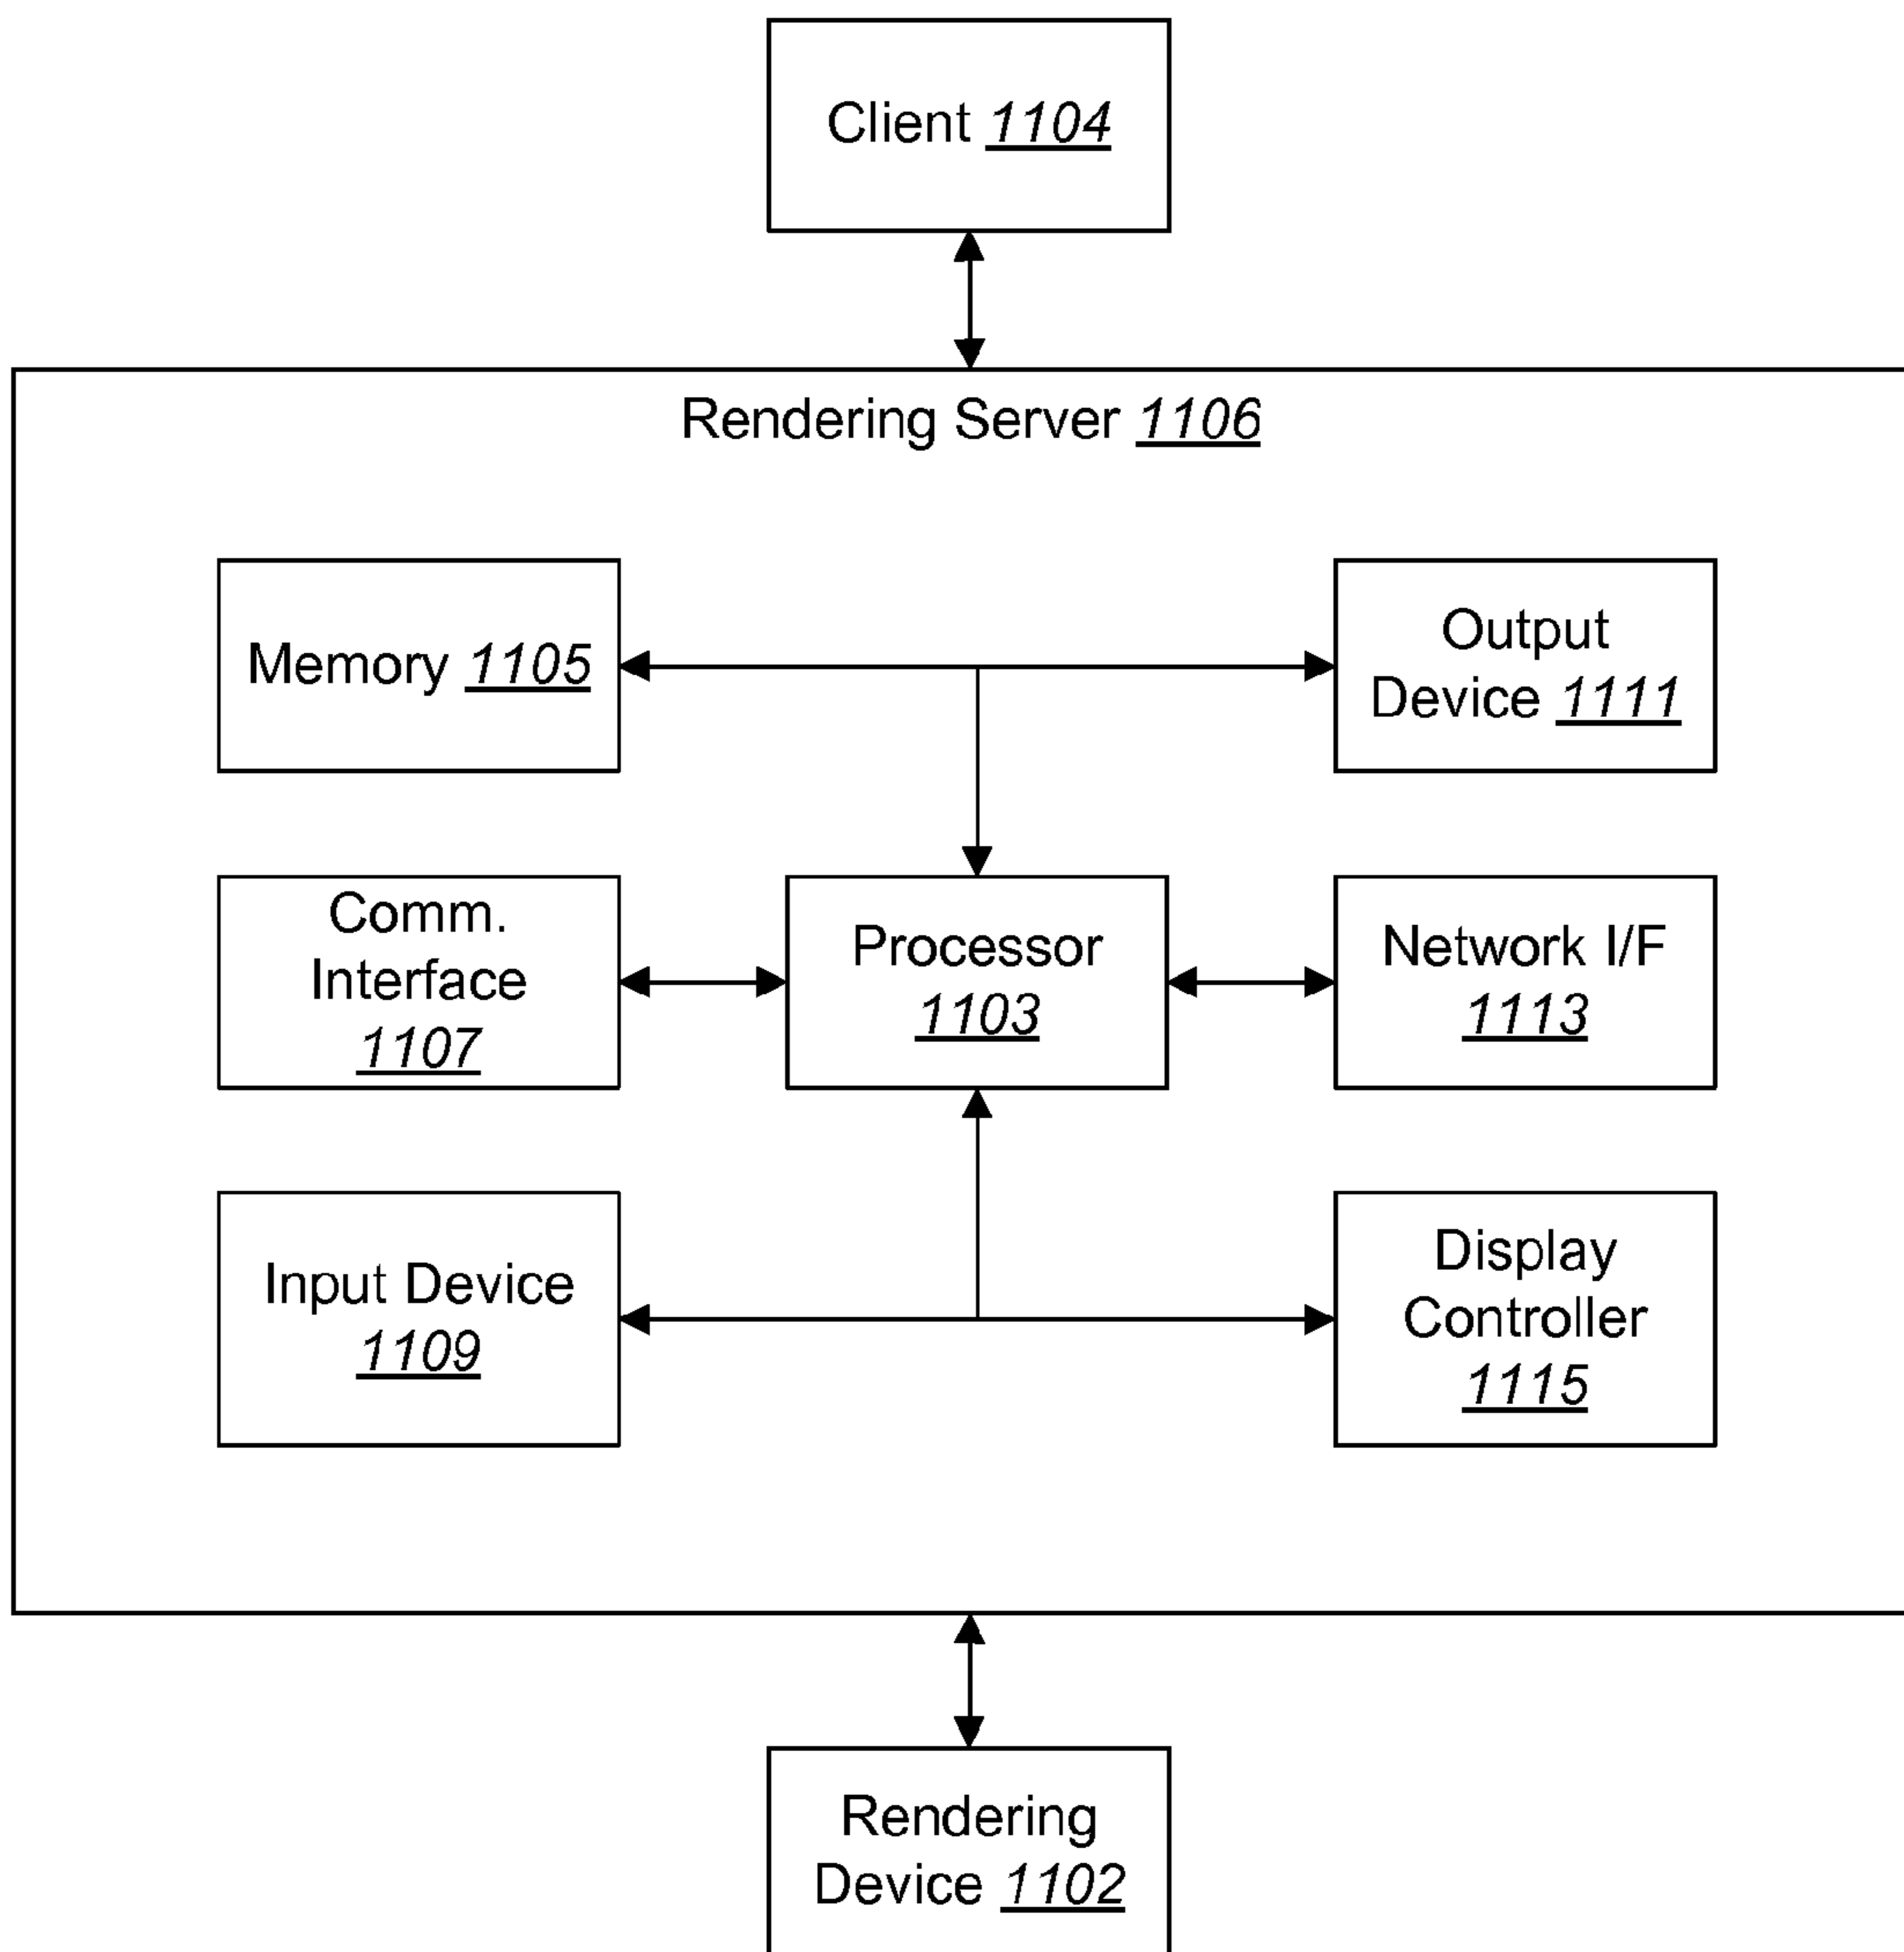 Client 1104
Rendering Server 1106
Memory 1105
Output
Device 1111
Comm.
Interface
1107
Processor
1103
Network I/F
1113
Input Device
1109
Display
Controller
1115
Rendering
Device 1102